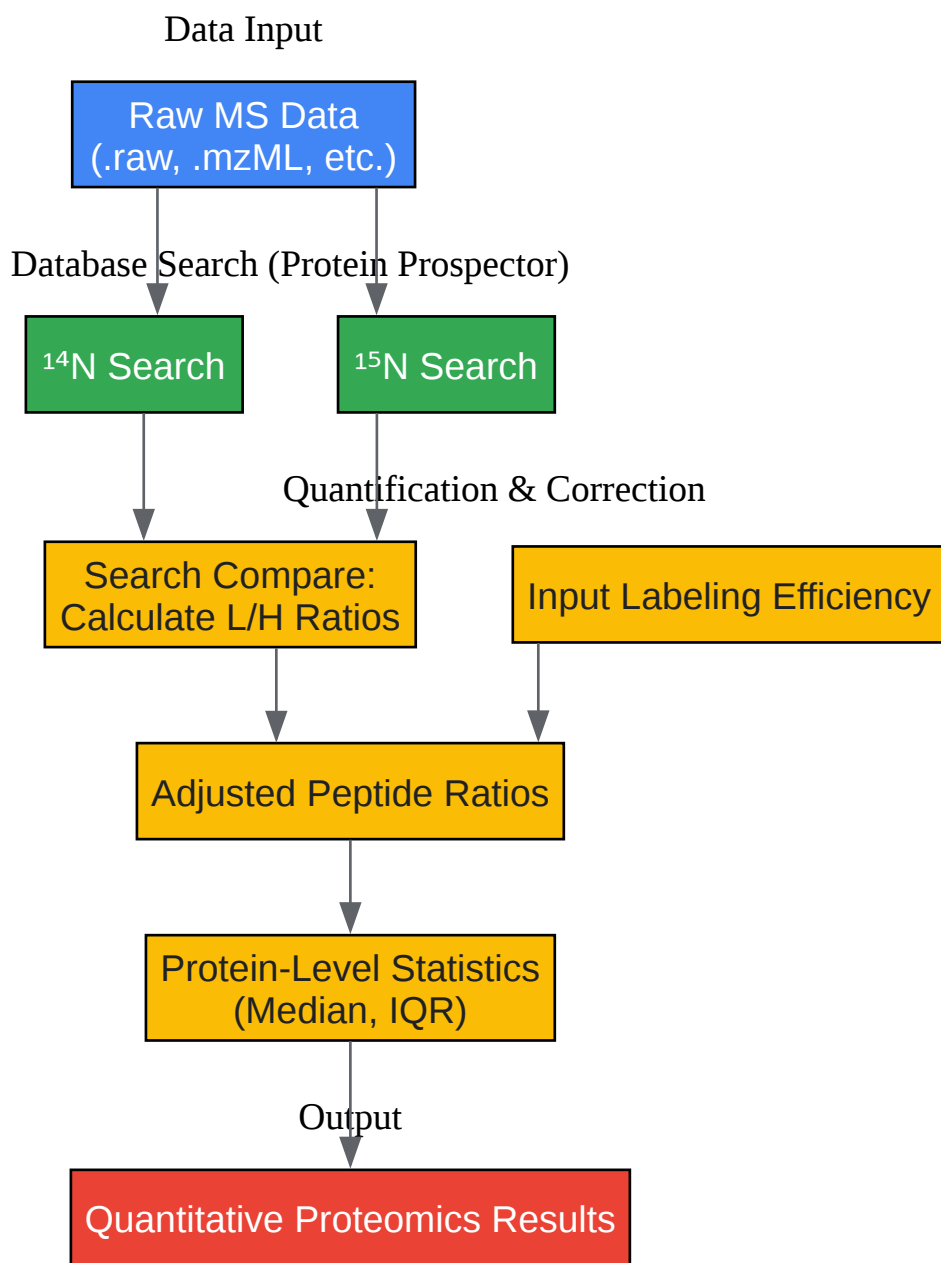 Data Input
Raw MS Data
(.raw, .mzML, etc.)
Database Search (Protein Prospector)
¹⁴N Search
¹⁵N Search
Quantification & Correction
Search Compare:
Calculate L/H Ratios
Input Labeling Efficiency
Adjusted Peptide Ratios
Protein-Level Statistics
(Median, IQR)
Output
Quantitative Proteomics Results